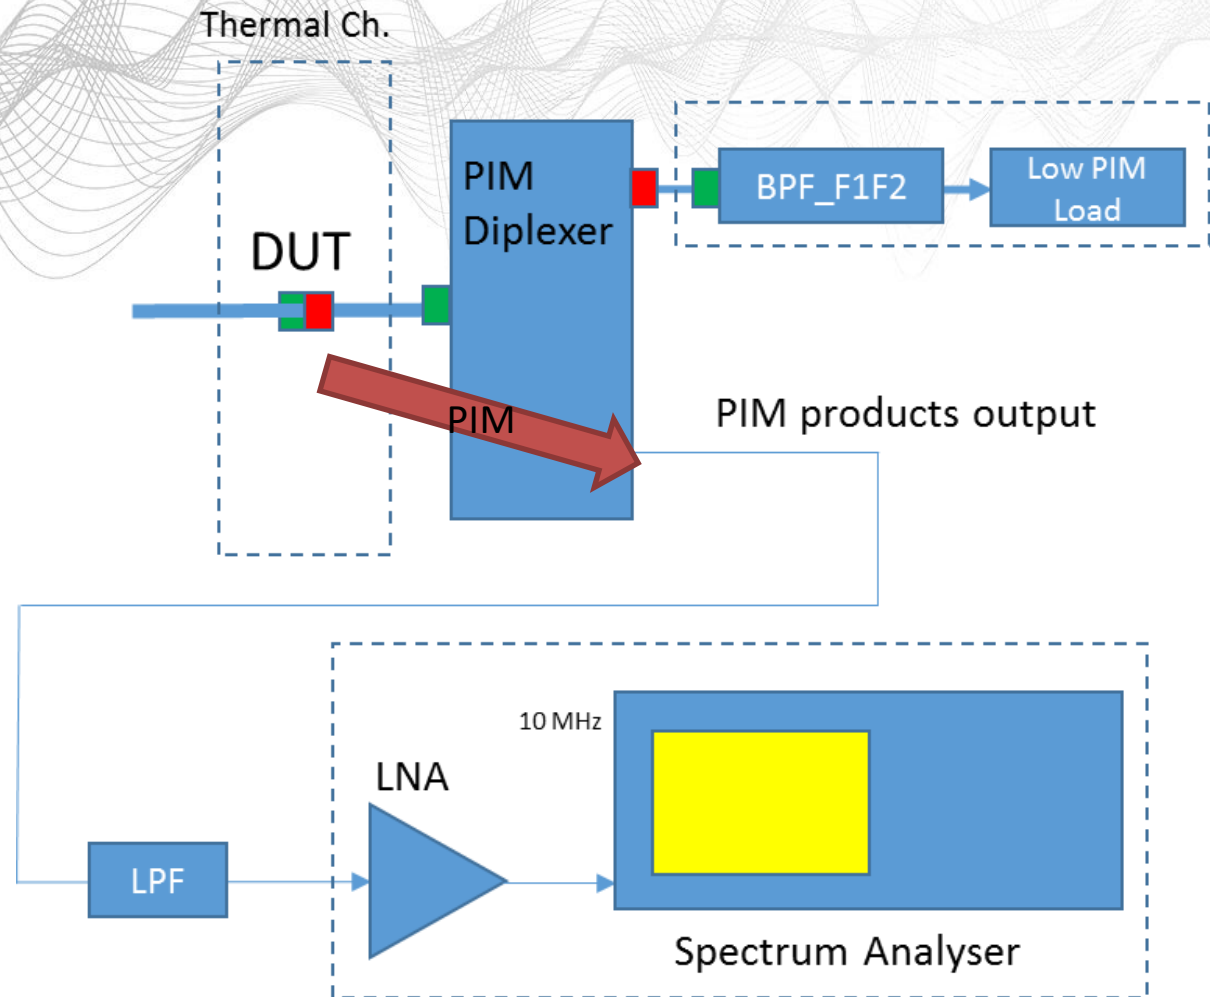 Thermal Ch.
PIM
Diplexer
BPF_F1F2
Low PIM
Load
DUT
PIM
PIM products output
10 MHz
LNA
LPF
Spectrum Analyser